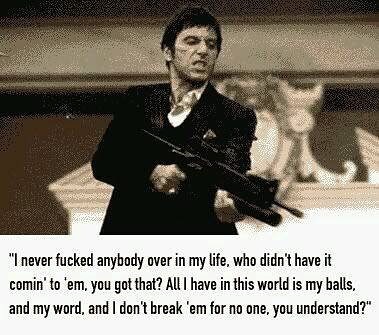 "I never fucked anybody over in my life, who didn't have it
comin' to 'em, you got that? All I have in this world is my balls,
and my word, and I don't break 'em for no one, you understand?"